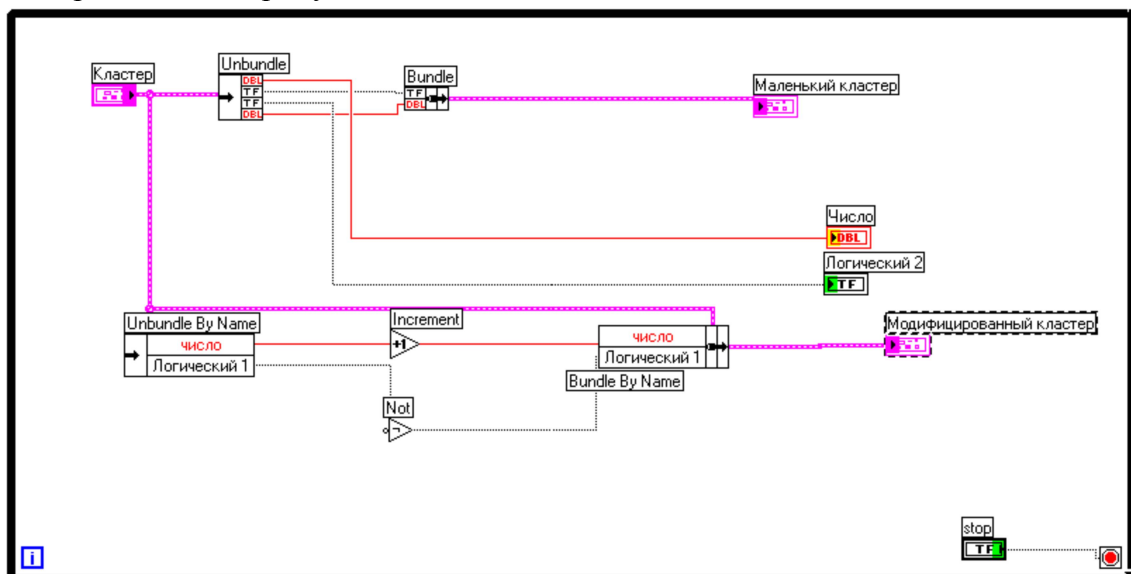 Кластер
Unbundle
DBL
TF
TF
DBL
Bundle
TF
DBL
Маленький кластер
Число
DBL
Логический 2
TF
Unbundle By Name
число
Логический 1
Increment
+1
число
Логический 1
Bundle By Name
Модифицированный кластер
Not
stop
TF
i